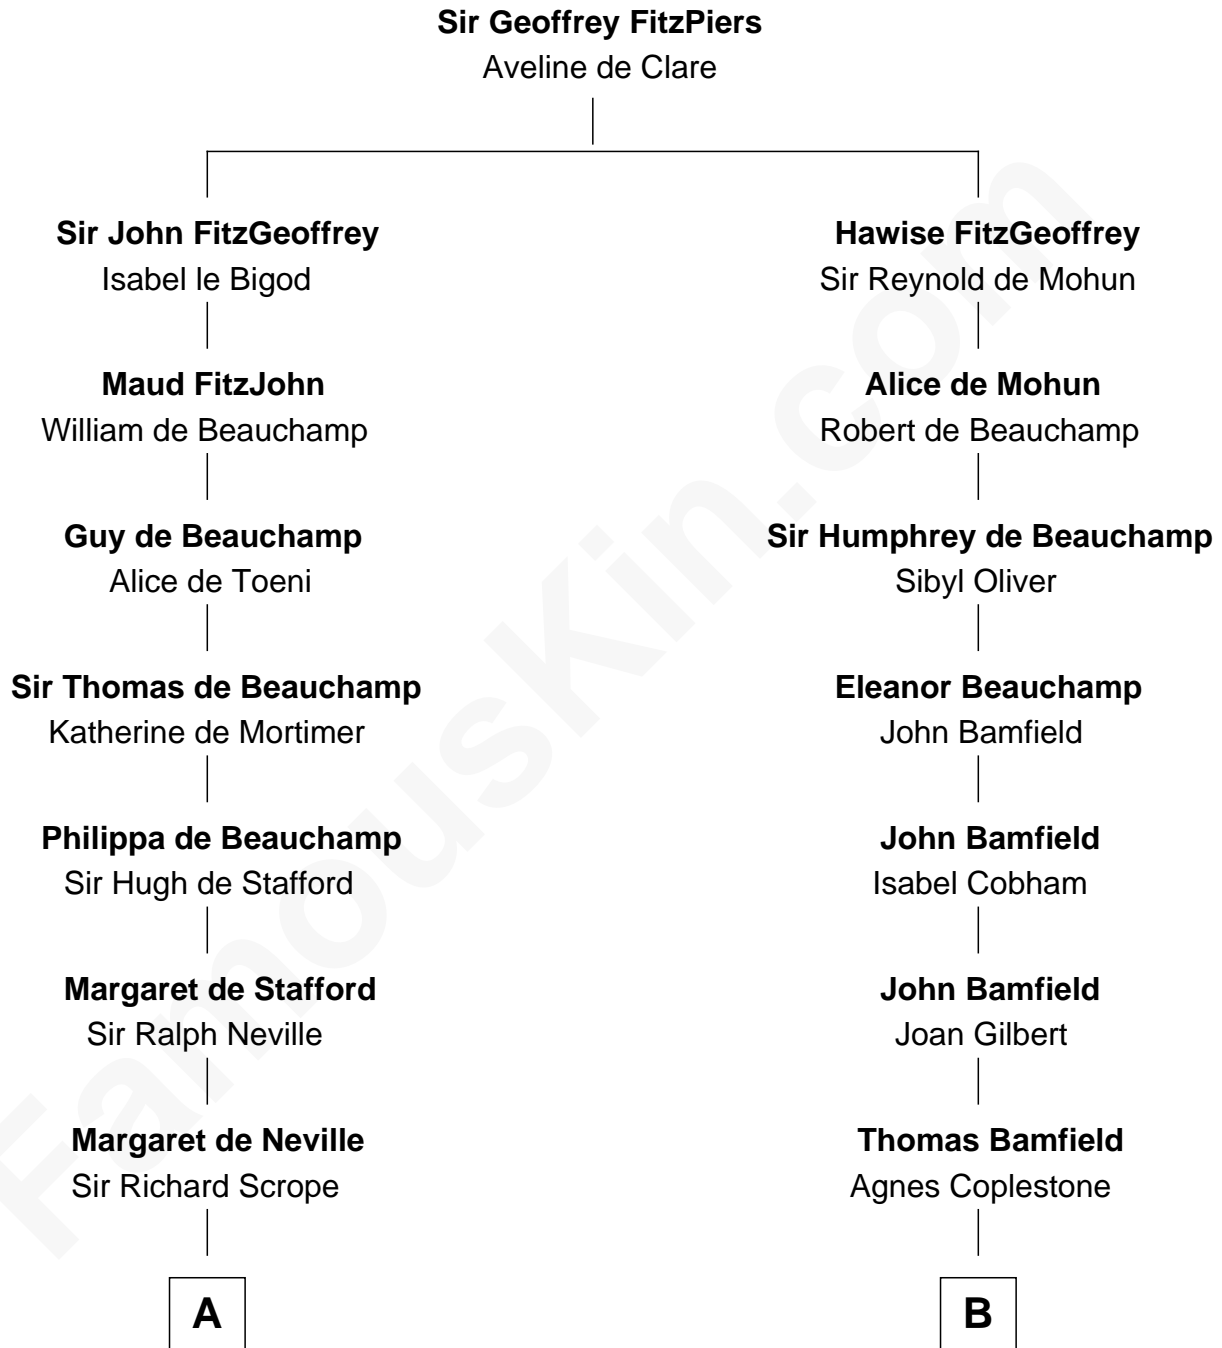 Sir Geoffrey FitzPiers
Aveline de Clare
Sir John FitzGeoffrey
Isabel le Bigod
Maud FitzJohn
William de Beauchamp
Guy de Beauchamp
Alice de Toeni
Sir Thomas de Beauchamp
Katherine de Mortimer
Philippa de Beauchamp
Sir Hugh de Stafford
Margaret de Stafford
Sir Ralph Neville
Margaret de Neville
Sir Richard Scrope
A
Hawise FitzGeoffrey
Sir Reynold de Mohun
Alice de Mohun
Robert de Beauchamp
Sir Humphrey de Beauchamp
Sibyl Oliver
Eleanor Beauchamp
John Bamfield
John Bamfield
Isabel Cobham
John Bamfield
Joan Gilbert
Thomas Bamfield
Agnes Coplestone
B
FamousKin.com